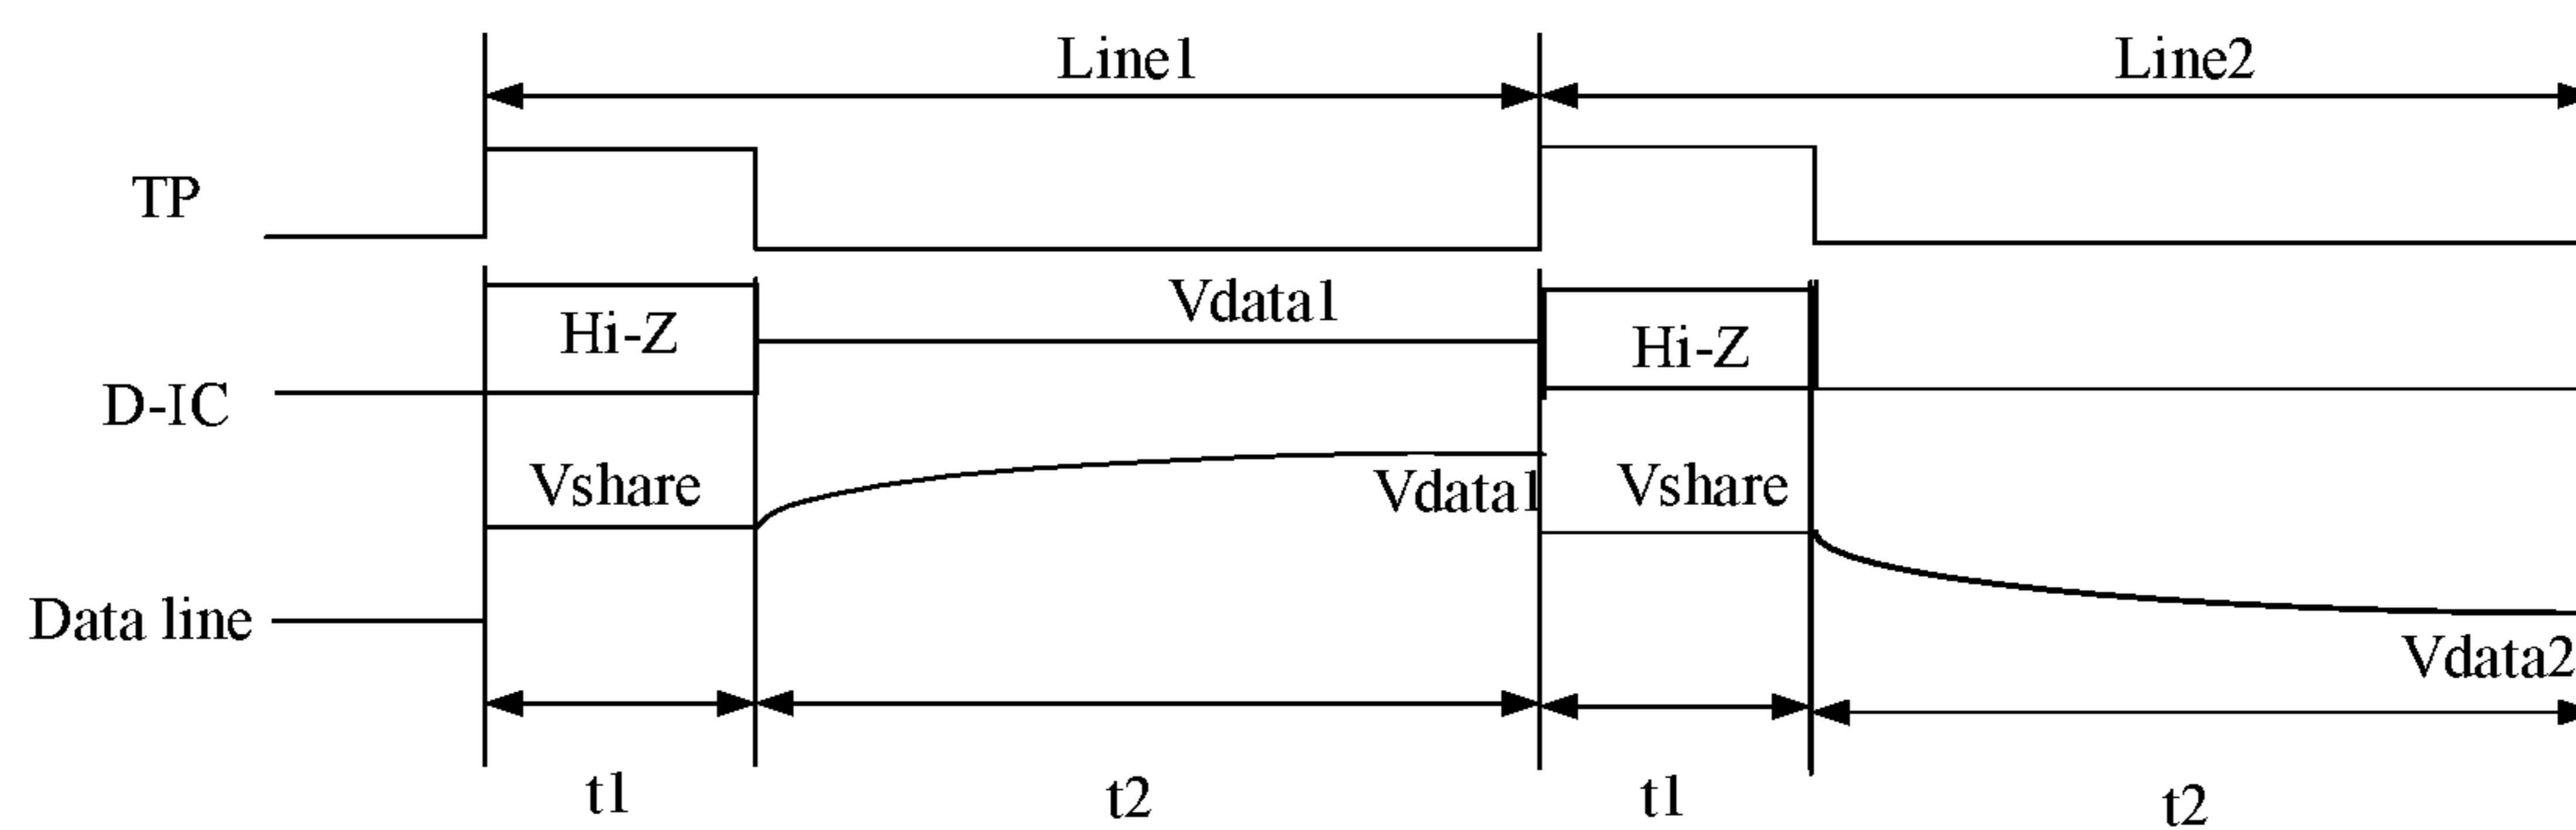 Line1
Line2
TP
Vdata1
Hi-Z
Hi-Z
D-IC
Vshare
Vdata1
Vshare
Data line
Vdata2
t1
t2
t1
t2